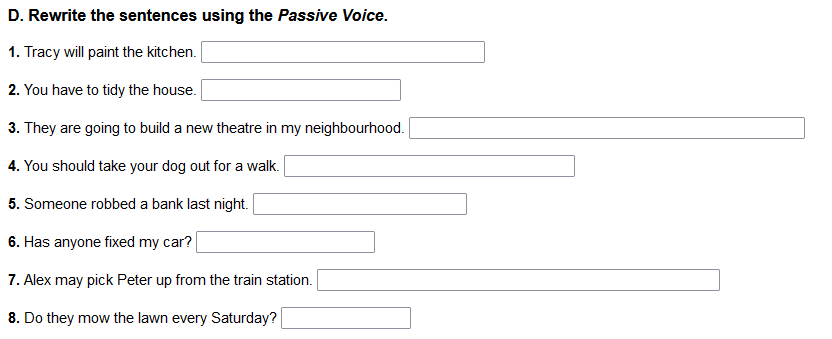 D. Rewrite the sentences using the Passive Voice.
1. Tracy will paint the kitchen.
2. You have to tidy the house.
3. They are going to build a new theatre in my neighbourhood.
4. You should take your dog out for a walk.
5. Someone robbed a bank last night.
6. Has anyone fixed my car?
7. Alex may pick Peter up from the train station.
8. Do they mow the lawn every Saturday?